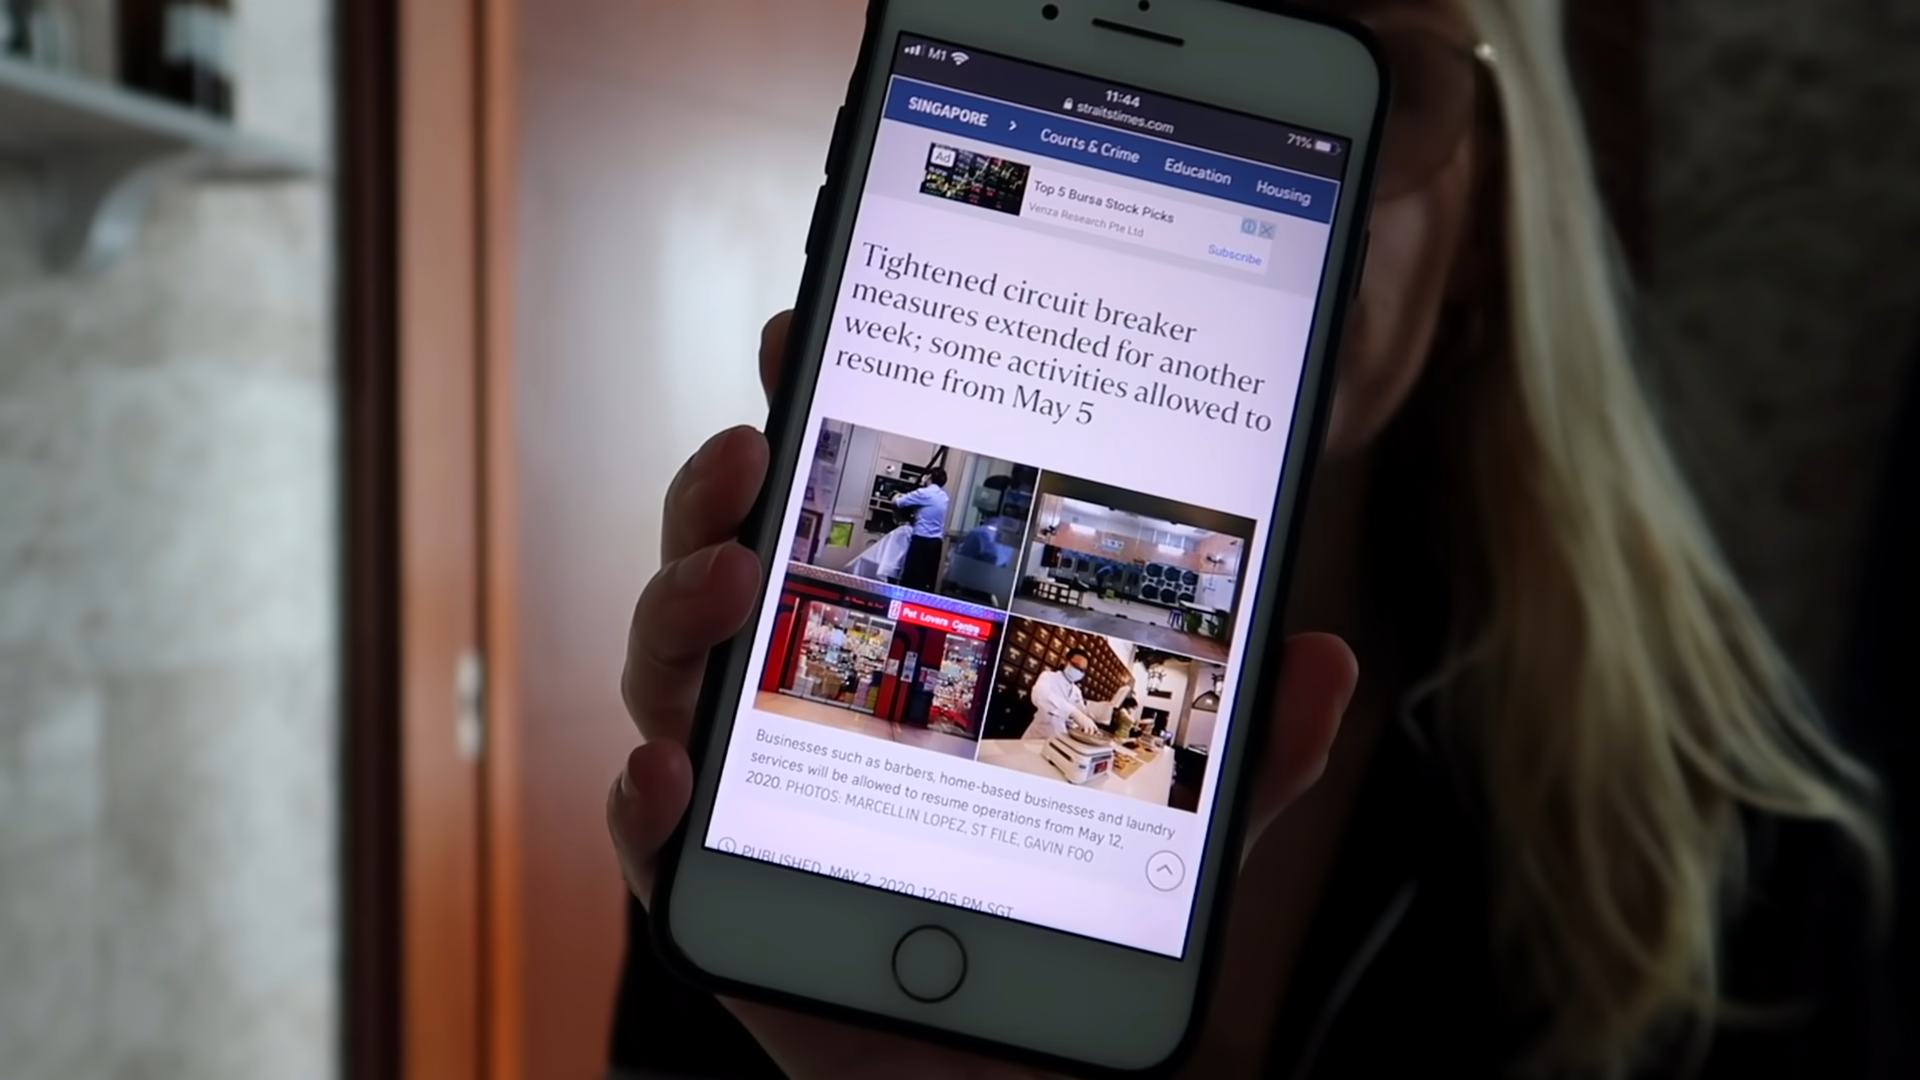 M1
11:44
straitstimes.com
71%
SINGAPORE > Courts & Crime Education Housing
Ad
Top 5 Bursa Stock Picks
Venza Research Pte Ltd
Subscribe
Tightened circuit breaker
measures extended for another
week; some activities allowed to
resume from May 5
Pet Lovers Centre
Businesses such as barbers, home-based businesses and laundry
services will be allowed to resume operations from May 12,
2020. PHOTOS: MARCELLIN LOPEZ, ST FILE, GAVIN FOO
PUBLISHED MAY 2, 2020, 12:05 PM SGT